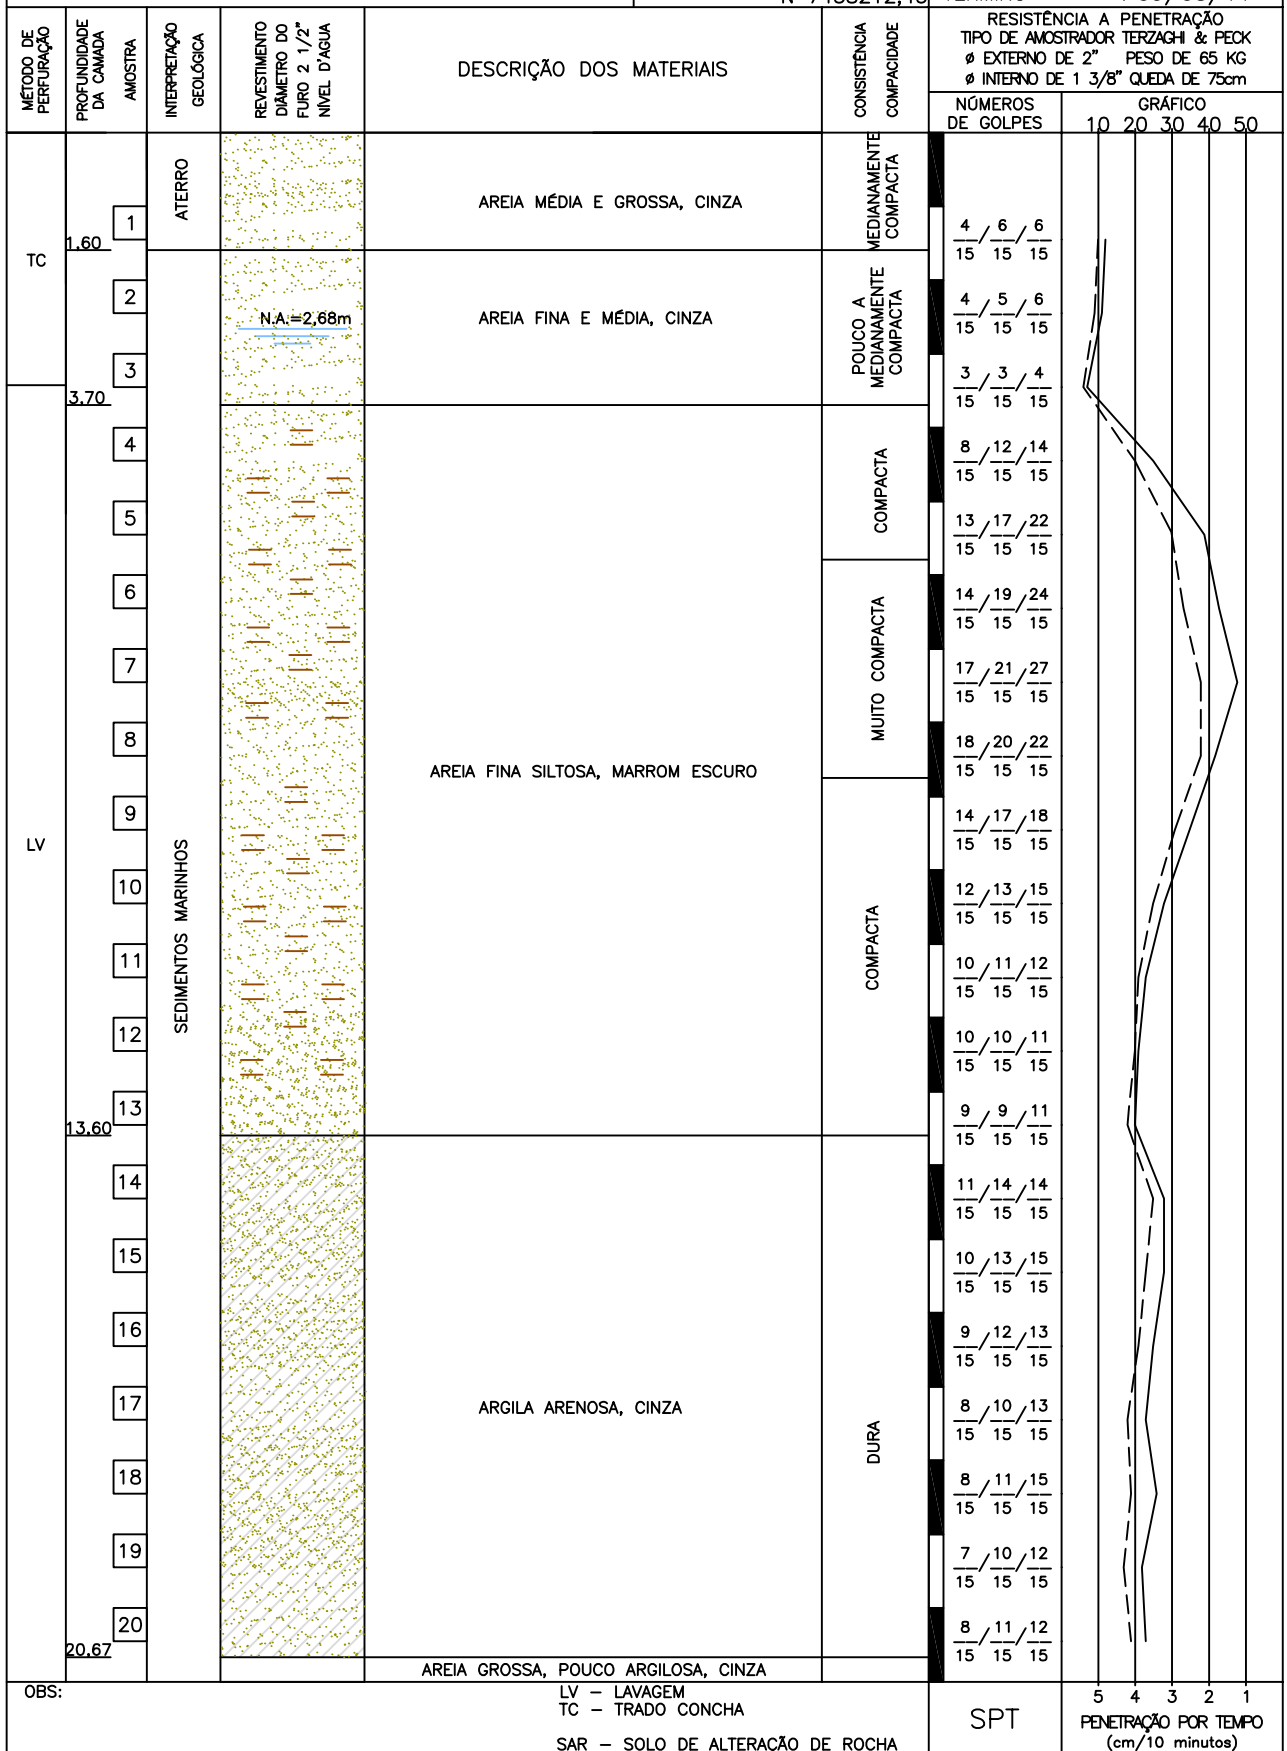 MÉTODO DE
PERFURAÇÃO
PROFUNDIDADE
DA CAMADA
AMOSTRA
INTERPRETAÇÃO
GEOLÓGICA
REVESTIMENTO
DIÂMETRO DO
FURO 2 1/2"
NIVEL D'AGUA
DESCRIÇÃO DOS MATERIAIS
CONSISTÊNCIA
COMPACIDADE
RESISTÊNCIA A PENETRAÇÃO
TIPO DE AMOSTRADOR TERZAGHI & PECK
ø EXTERNO DE 2" PESO DE 65 KG
ø INTERNO DE 1 3/8" QUEDA DE 75cm
NÚMEROS
DE GOLPES
GRÁFICO
10 20 30 40 50
TC
LV
ATERRO
SEDIMENTOS MARINHOS
1
1.60
2
N.A.=2,68m
3
3.70
4
5
6
7
8
9
10
11
12
13
13.60
14
15
16
17
18
19
20
20.67
AREIA MÉDIA E GROSSA, CINZA
AREIA FINA E MÉDIA, CINZA
AREIA FINA SILTOSA, MARROM ESCURO
ARGILA ARENOSA, CINZA
AREIA GROSSA, POUCO ARGILOSA, CINZA
MEDIANAMENTE
COMPACTA
POUCO A
MEDIANAMENTE
COMPACTA
COMPACTA
MUITO COMPACTA
COMPACTA
DURA
4/6/6
15 15 15
4/5/6
15 15 15
3/3/4
15 15 15
8/12/14
15 15 15
13/17/22
15 15 15
14/19/24
15 15 15
17/21/27
15 15 15
18/20/22
15 15 15
14/17/18
15 15 15
12/13/15
15 15 15
10/11/12
15 15 15
10/10/11
15 15 15
9/9/11
15 15 15
11/14/14
15 15 15
10/13/15
15 15 15
9/12/13
15 15 15
8/10/13
15 15 15
8/11/15
15 15 15
7/10/12
15 15 15
8/11/12
15 15 15
OBS:
LV – LAVAGEM
TC – TRADO CONCHA
SAR – SOLO DE ALTERAÇÃO DE ROCHA
SPT
5 4 3 2 1
PENETRAÇÃO POR TEMPO
(cm/10 minutos)